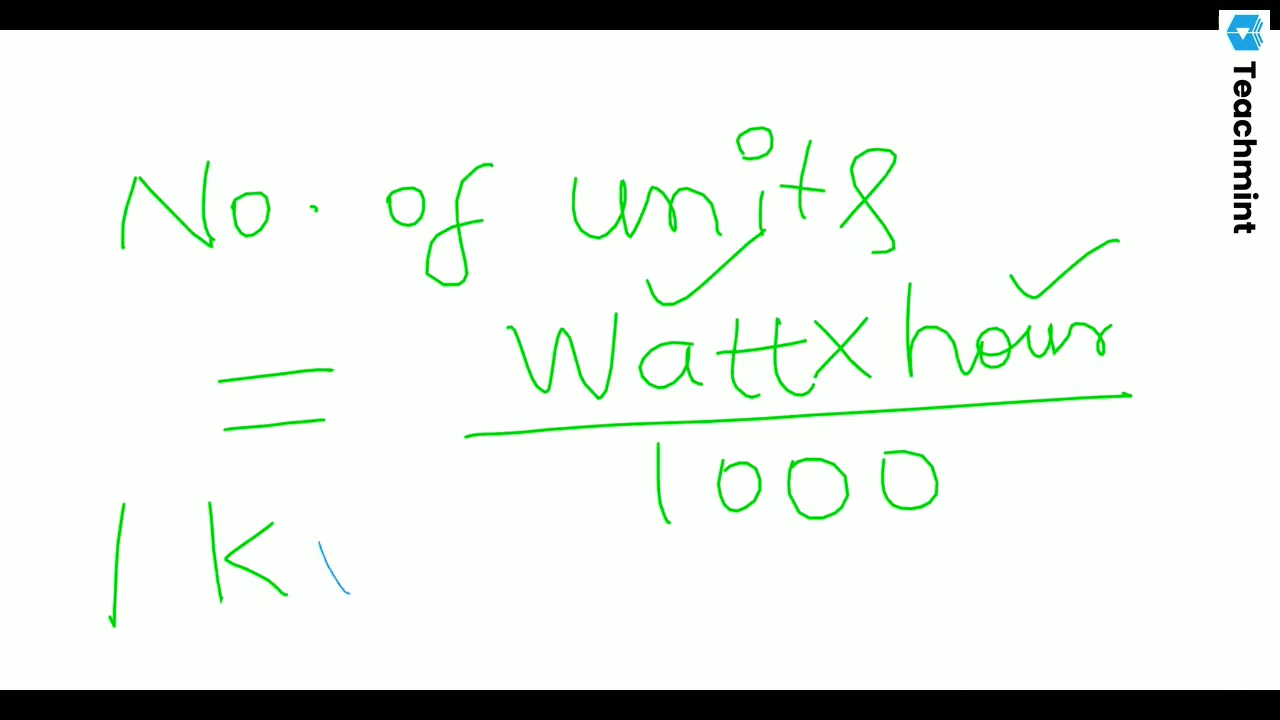 No. of units
= Watt x hour
1000
1 K
Teachmint